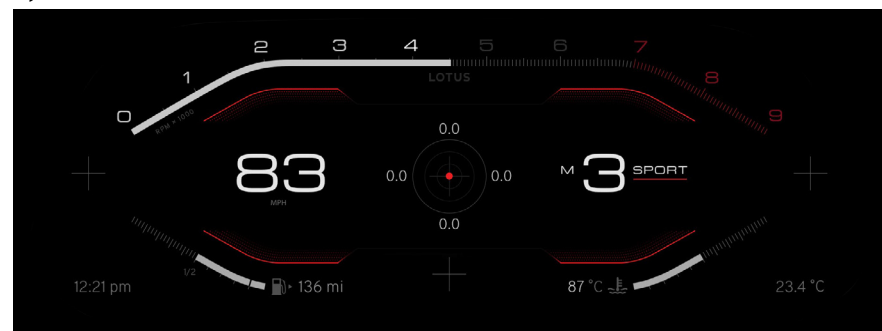 0 1 2 3 4 5 6 7 8 9
RPM × 1000
LOTUS
0.0
83
MPH
0.0 0.0
M 3 SPORT
0.0
1/2
12:21 pm
136 mi
87 °C
23.4 °C